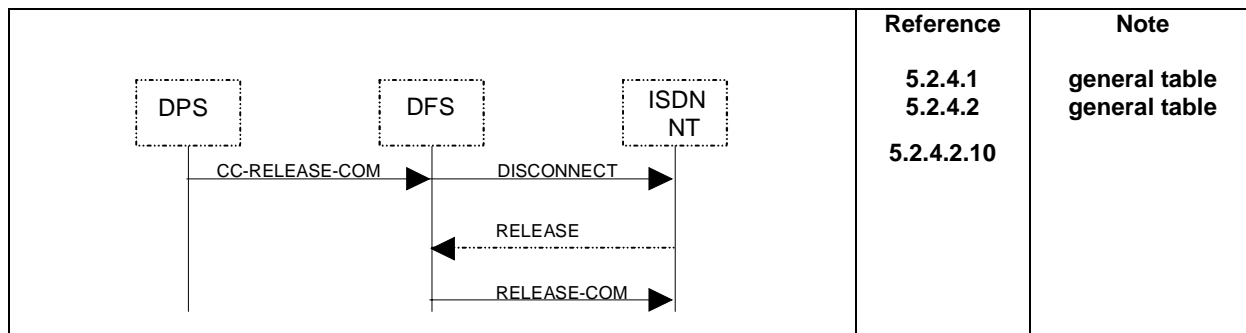 Reference Note
5.2.4.1 general table
DPS DFS ISDN
NT
5.2.4.2 general table
5.2.4.2.10
CC-RELEASE-COM DISCONNECT
RELEASE
RELEASE-COM